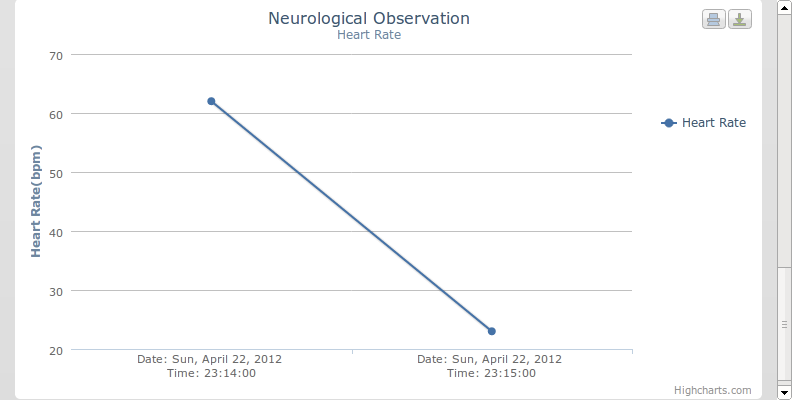 Neurological Observation
Heart Rate
70
60
50
40
30
20
Heart Rate(bpm)
Heart Rate
Date: Sun, April 22, 2012
Time: 23:14:00
Date: Sun, April 22, 2012
Time: 23:15:00
Highcharts.com